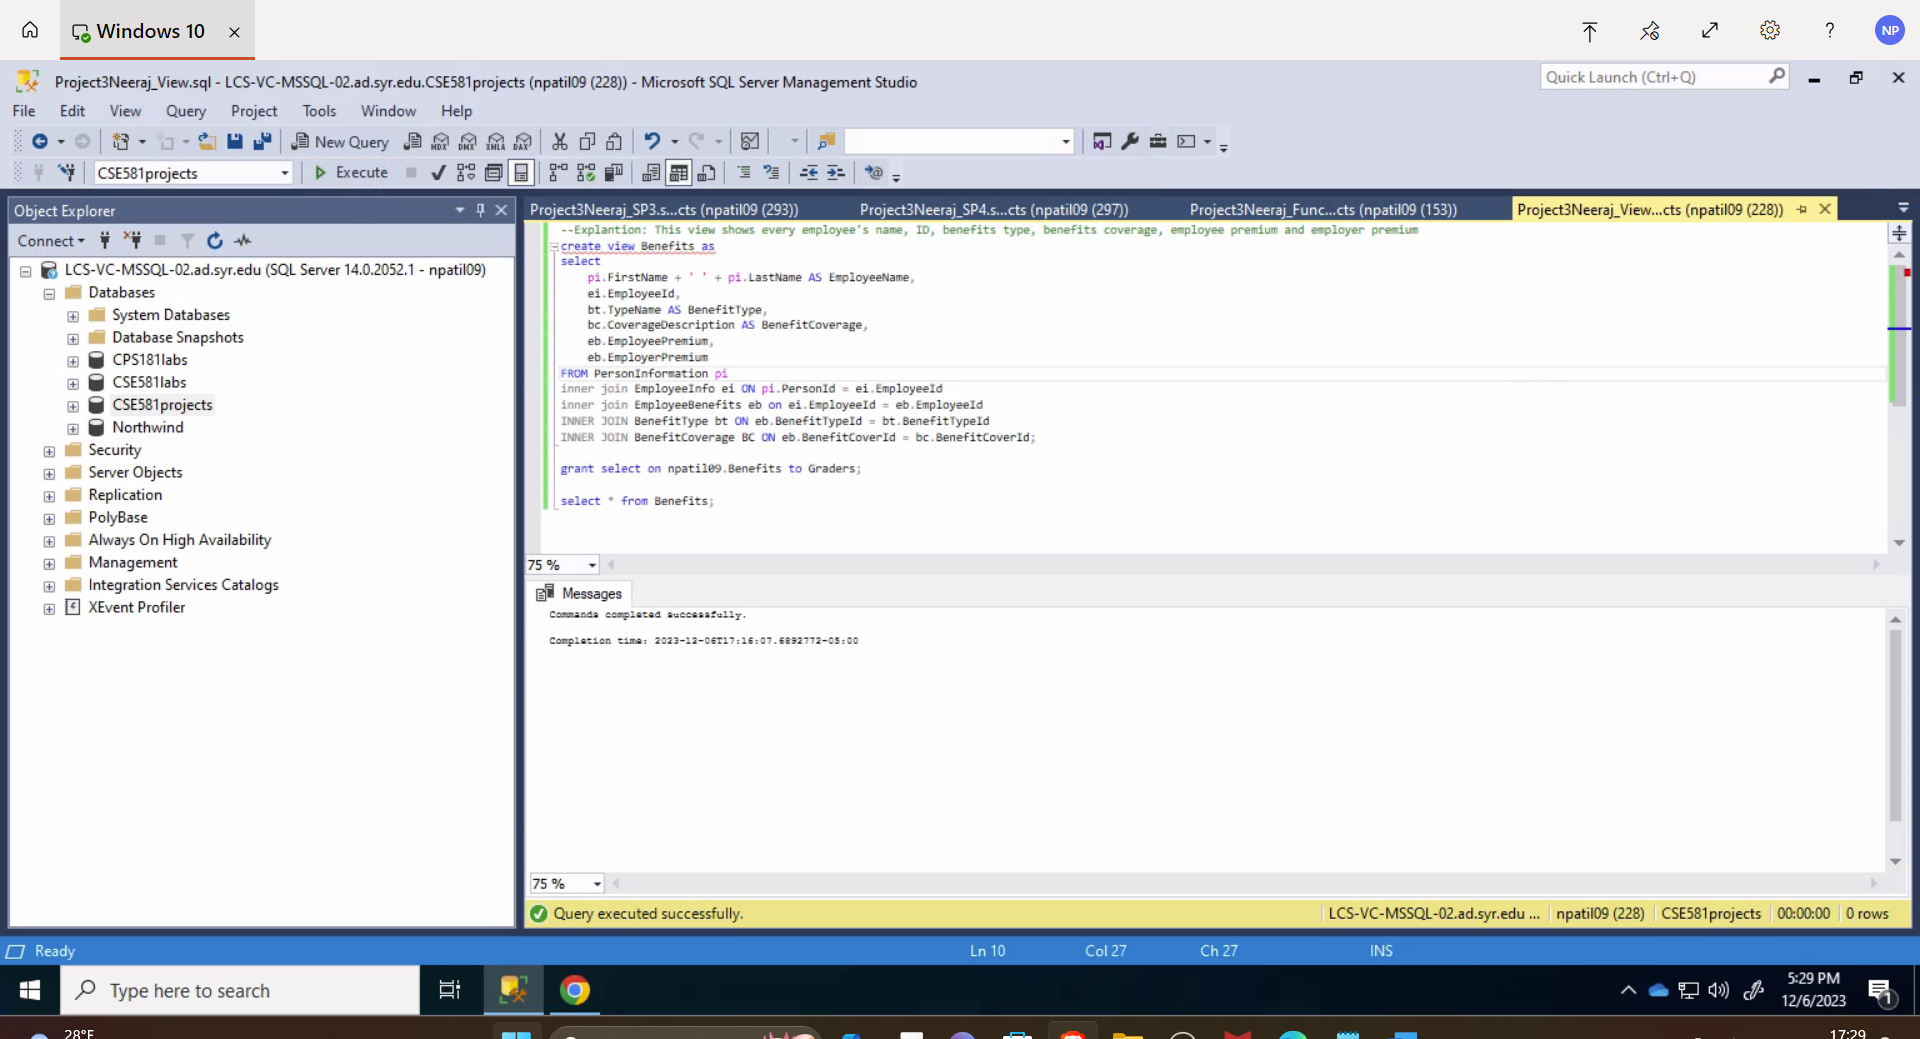 Windows 10
NP
Project3Neeraj_View.sql - LCS-VC-MSSQL-02.ad.syr.edu.CSE581projects (npatil09 (228)) - Microsoft SQL Server Management Studio
Quick Launch (Ctrl+Q)
File Edit View Query Project Tools Window Help
New Query MDX DMX XMLA DAX
CSE581projects Execute
Object Explorer
Project3Neeraj_SP3.s...cts (npatil09 (293)) Project3Neeraj_SP4.s...cts (npatil09 (297)) Project3Neeraj_Func...cts (npatil09 (153)) Project3Neeraj_View...cts (npatil09 (228))
Connect
LCS-VC-MSSQL-02.ad.syr.edu (SQL Server 14.0.2052.1 - npatil09)
Databases
System Databases
Database Snapshots
CPS181labs
CSE581labs
CSE581projects
Northwind
Security
Server Objects
Replication
PolyBase
Always On High Availability
Management
Integration Services Catalogs
XEvent Profiler
--Explantion: This view shows every employee's name, ID, benefits type, benefits coverage, employee premium and employer premium
create view Benefits as
select
pi.FirstName + ' ' + pi.LastName AS EmployeeName,
ei.EmployeeId,
bt.TypeName AS BenefitType,
bc.CoverageDescription AS BenefitCoverage,
eb.EmployeePremium,
eb.EmployerPremium
FROM PersonInformation pi
inner join EmployeeInfo ei ON pi.PersonId = ei.EmployeeId
inner join EmployeeBenefits eb on ei.EmployeeId = eb.EmployeeId
INNER JOIN BenefitType bt ON eb.BenefitTypeId = bt.BenefitTypeId
INNER JOIN BenefitCoverage BC ON eb.BenefitCoverId = bc.BenefitCoverId;
grant select on npatil09.Benefits to Graders;
select * from Benefits;
75 %
Messages
Commands completed successfully.
Completion time: 2023-12-06T17:16:07.6892772-05:00
75 %
Query executed successfully. LCS-VC-MSSQL-02.ad.syr.edu ... npatil09 (228) CSE581projects 00:00:00 0 rows
Ready Ln 10 Col 27 Ch 27 INS
Type here to search
5:29 PM
12/6/2023
1
28°F
17:29